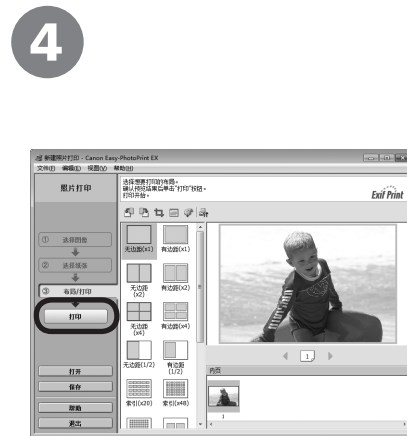 4
新建照片打印 - Canon Easy-PhotoPrint EX
文件(F) 编辑(E) 视图(V) 帮助(H)
照片打印
选择想要打印的布局。
确认预览结果后单击"打印"按钮。
打印开始。
Exif Print
① 选择图像
② 选择纸张
③ 布局/打印
打印
打开
保存
帮助
退出
无边距(x1) 有边距(x1)
无边距(x2) 有边距(x2)
无边距(x4) 有边距(x4)
无边距(1/2) 有边距(1/2)
索引(x20) 索引(x48)
1
内页
1